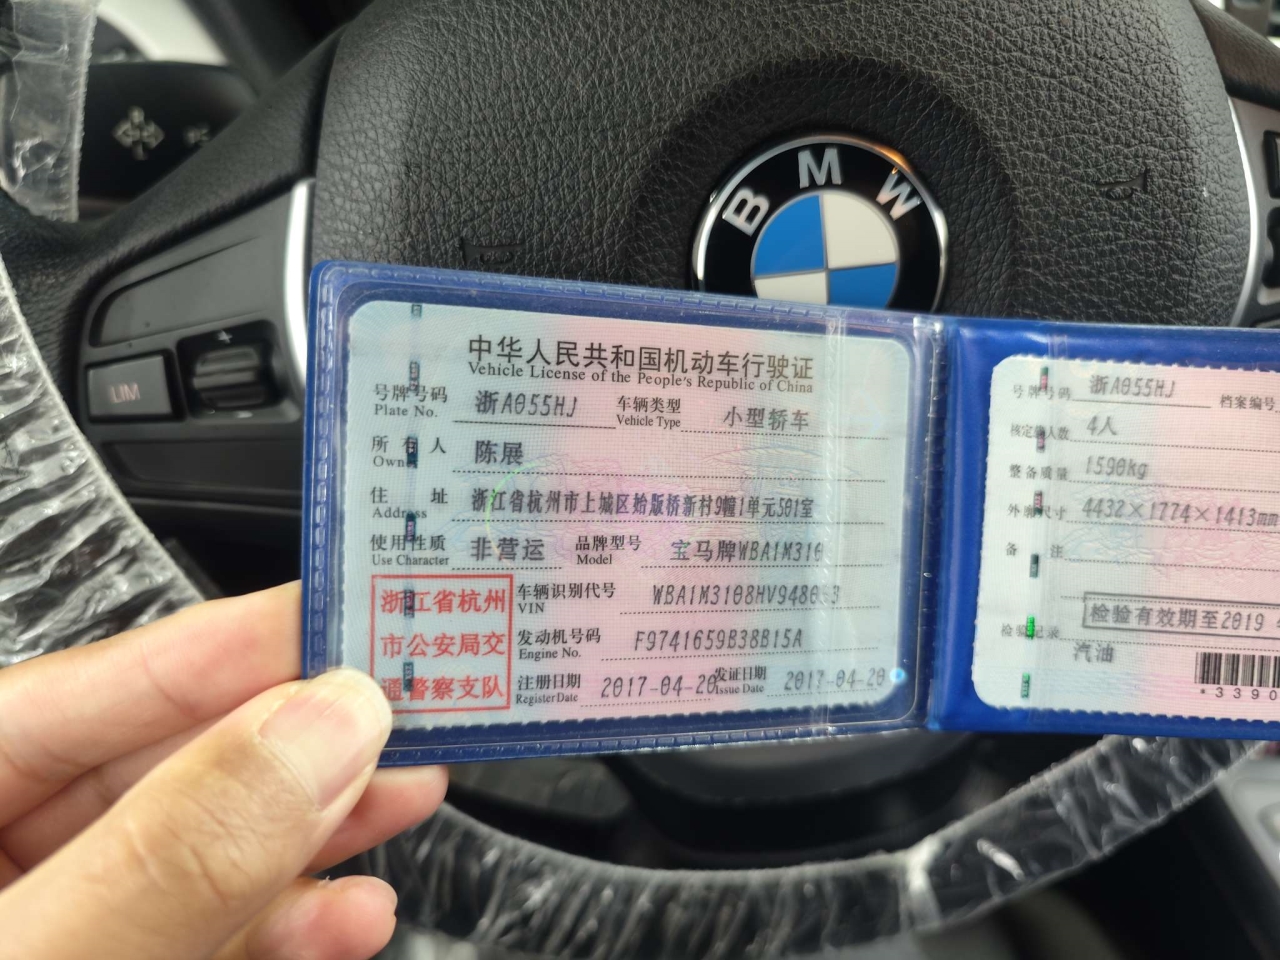 BMW
LIM
中华人民共和国机动车行驶证
Vehicle License of the People's Republic of China
号牌号码 浙A055HJ 车辆类型 小型轿车
Plate No. Vehicle Type
所有人 陈展
Owner
住址 浙江省杭州市上城区始版桥新村9幢1单元501室
Address
使用性质 非营运 品牌型号 宝马牌WBA1M310
Use Character Model
浙江省杭州
市公安局交
通警察支队
车辆识别代号 WBA1M3108HV948
VIN
发动机号码 F9741659B38B15A
Engine No.
注册日期 2017-04-20 发证日期 2017-04-20
Register Date Issue Date
号牌号码 浙A055HJ 档案编号
核定载人数 4人
整备质量 1590kg
外廓尺寸 4432×1774×1413mm
备注
检验有效期至2019
检验记录
汽油
*3390